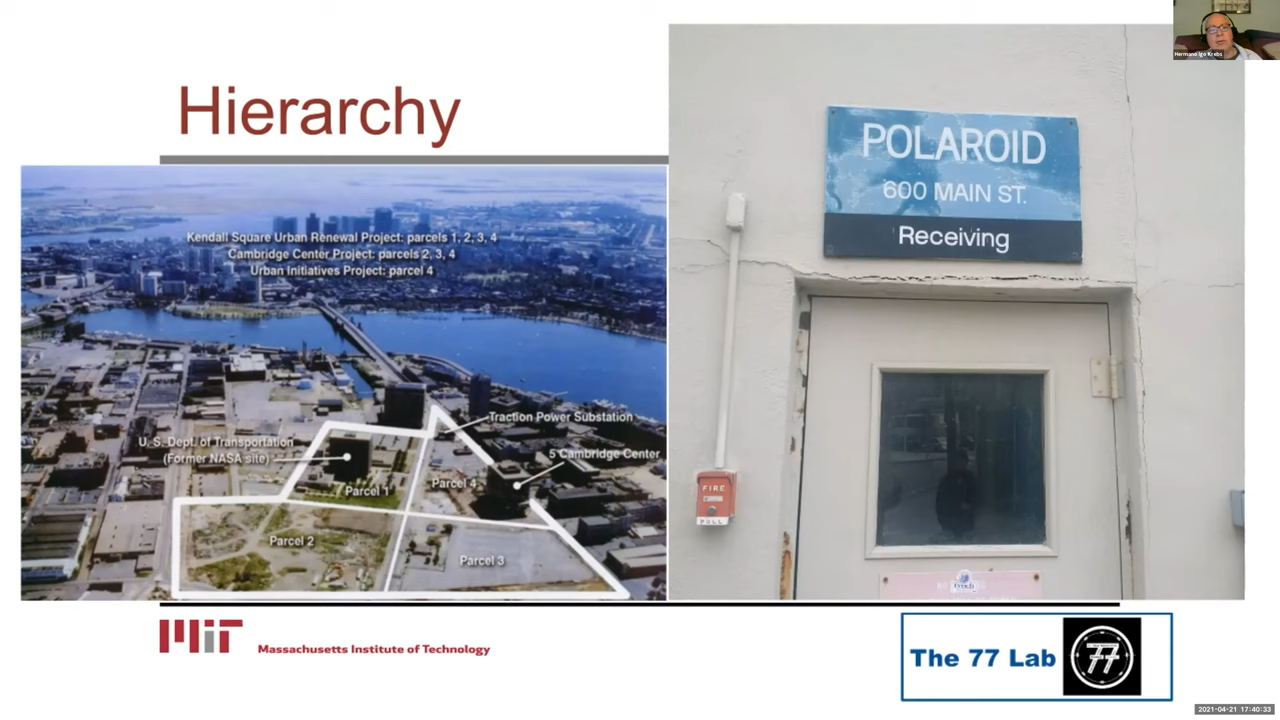 Hierarchy
Kendall Square Urban Renewal Project: parcels 1, 2, 3, 4
Cambridge Center Project: parcels 2, 3, 4
Urban Initiatives Project: parcel 4
Traction Power Substation
U. S. Dept. of Transportation
(Former NASA site)
5 Cambridge Center
Parcel 1
Parcel 4
Parcel 2
Parcel 3
POLAROID
600 MAIN ST.
Receiving
FIRE
PULL
MIT
Massachusetts Institute of Technology
The 77 Lab
77
Hermano Igo Krebs
2021-04-21 17:40:33